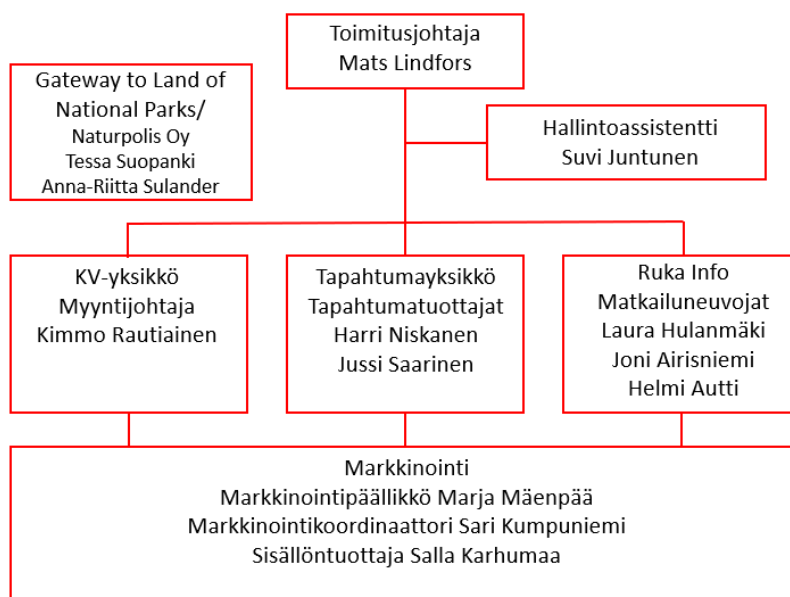 Toimitusjohtaja
Mats Lindfors
Gateway to Land of
National Parks/
Naturpolis Oy
Tessa Suopanki
Anna-Riitta Sulander
Hallintoassistentti
Suvi Juntunen
KV-yksikkö
Myyntijohtaja
Kimmo Rautiainen
Tapahtumayksikkö
Tapahtumatuottajat
Harri Niskanen
Jussi Saarinen
Ruka Info
Matkailuneuvojat
Laura Hulanmäki
Joni Airisniemi
Helmi Autti
Markkinointi
Markkinointipäällikkö Marja Mäenpää
Markkinointikoordinaattori Sari Kumpuniemi
Sisällöntuottaja Salla Karhumaa